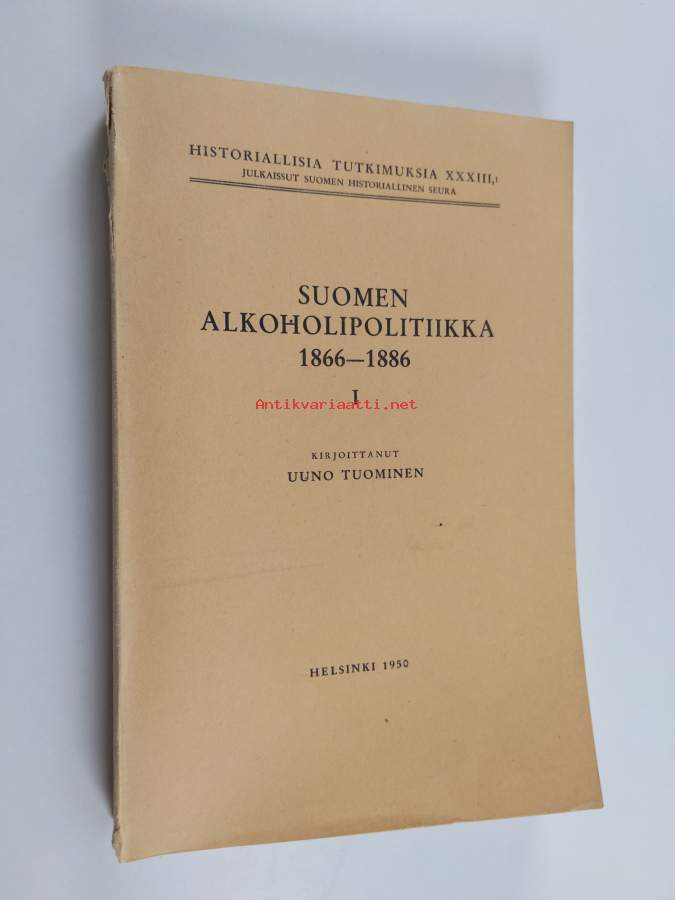 HISTORIALLISIA TUTKIMUKSIA XXXIII,1
JULKAISSUT SUOMEN HISTORIALLINEN SEURA
SUOMEN
ALKOHOLIPOLITIIKKA
1866—1886
I
Antikvariaatti.net
KIRJOITTANUT
UUNO TUOMINEN
HELSINKI 1950